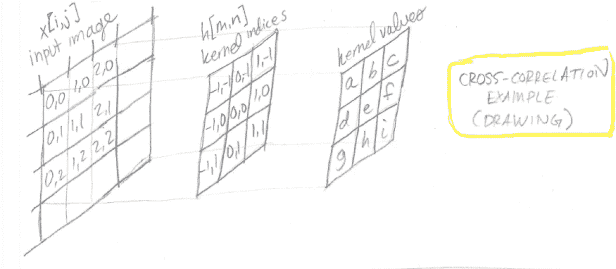 x[i,j]
input image
0,0 1,0 2,0
0,1 1,1 2,1
0,2 1,2 2,2
h[m,n]
kernel indices
-1,-1 0,-1 1,-1
-1,0 0,0 1,0
-1,1 0,1 1,1
kernel values
a b c
d e f
g h i
CROSS-CORRELATION
EXAMPLE
(DRAWING)